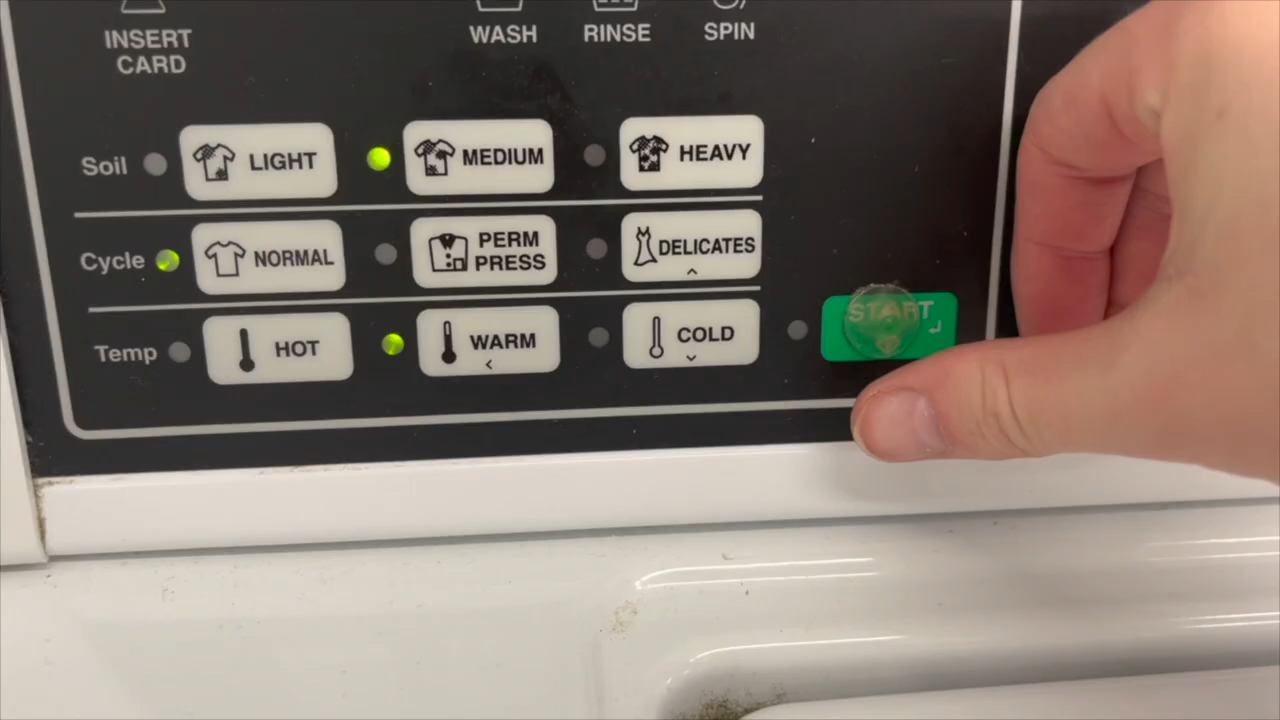 INSERT
CARD
WASH
RINSE
SPIN
Soil
LIGHT
MEDIUM
HEAVY
Cycle
NORMAL
PERM
PRESS
DELICATES
START
Temp
HOT
WARM
COLD